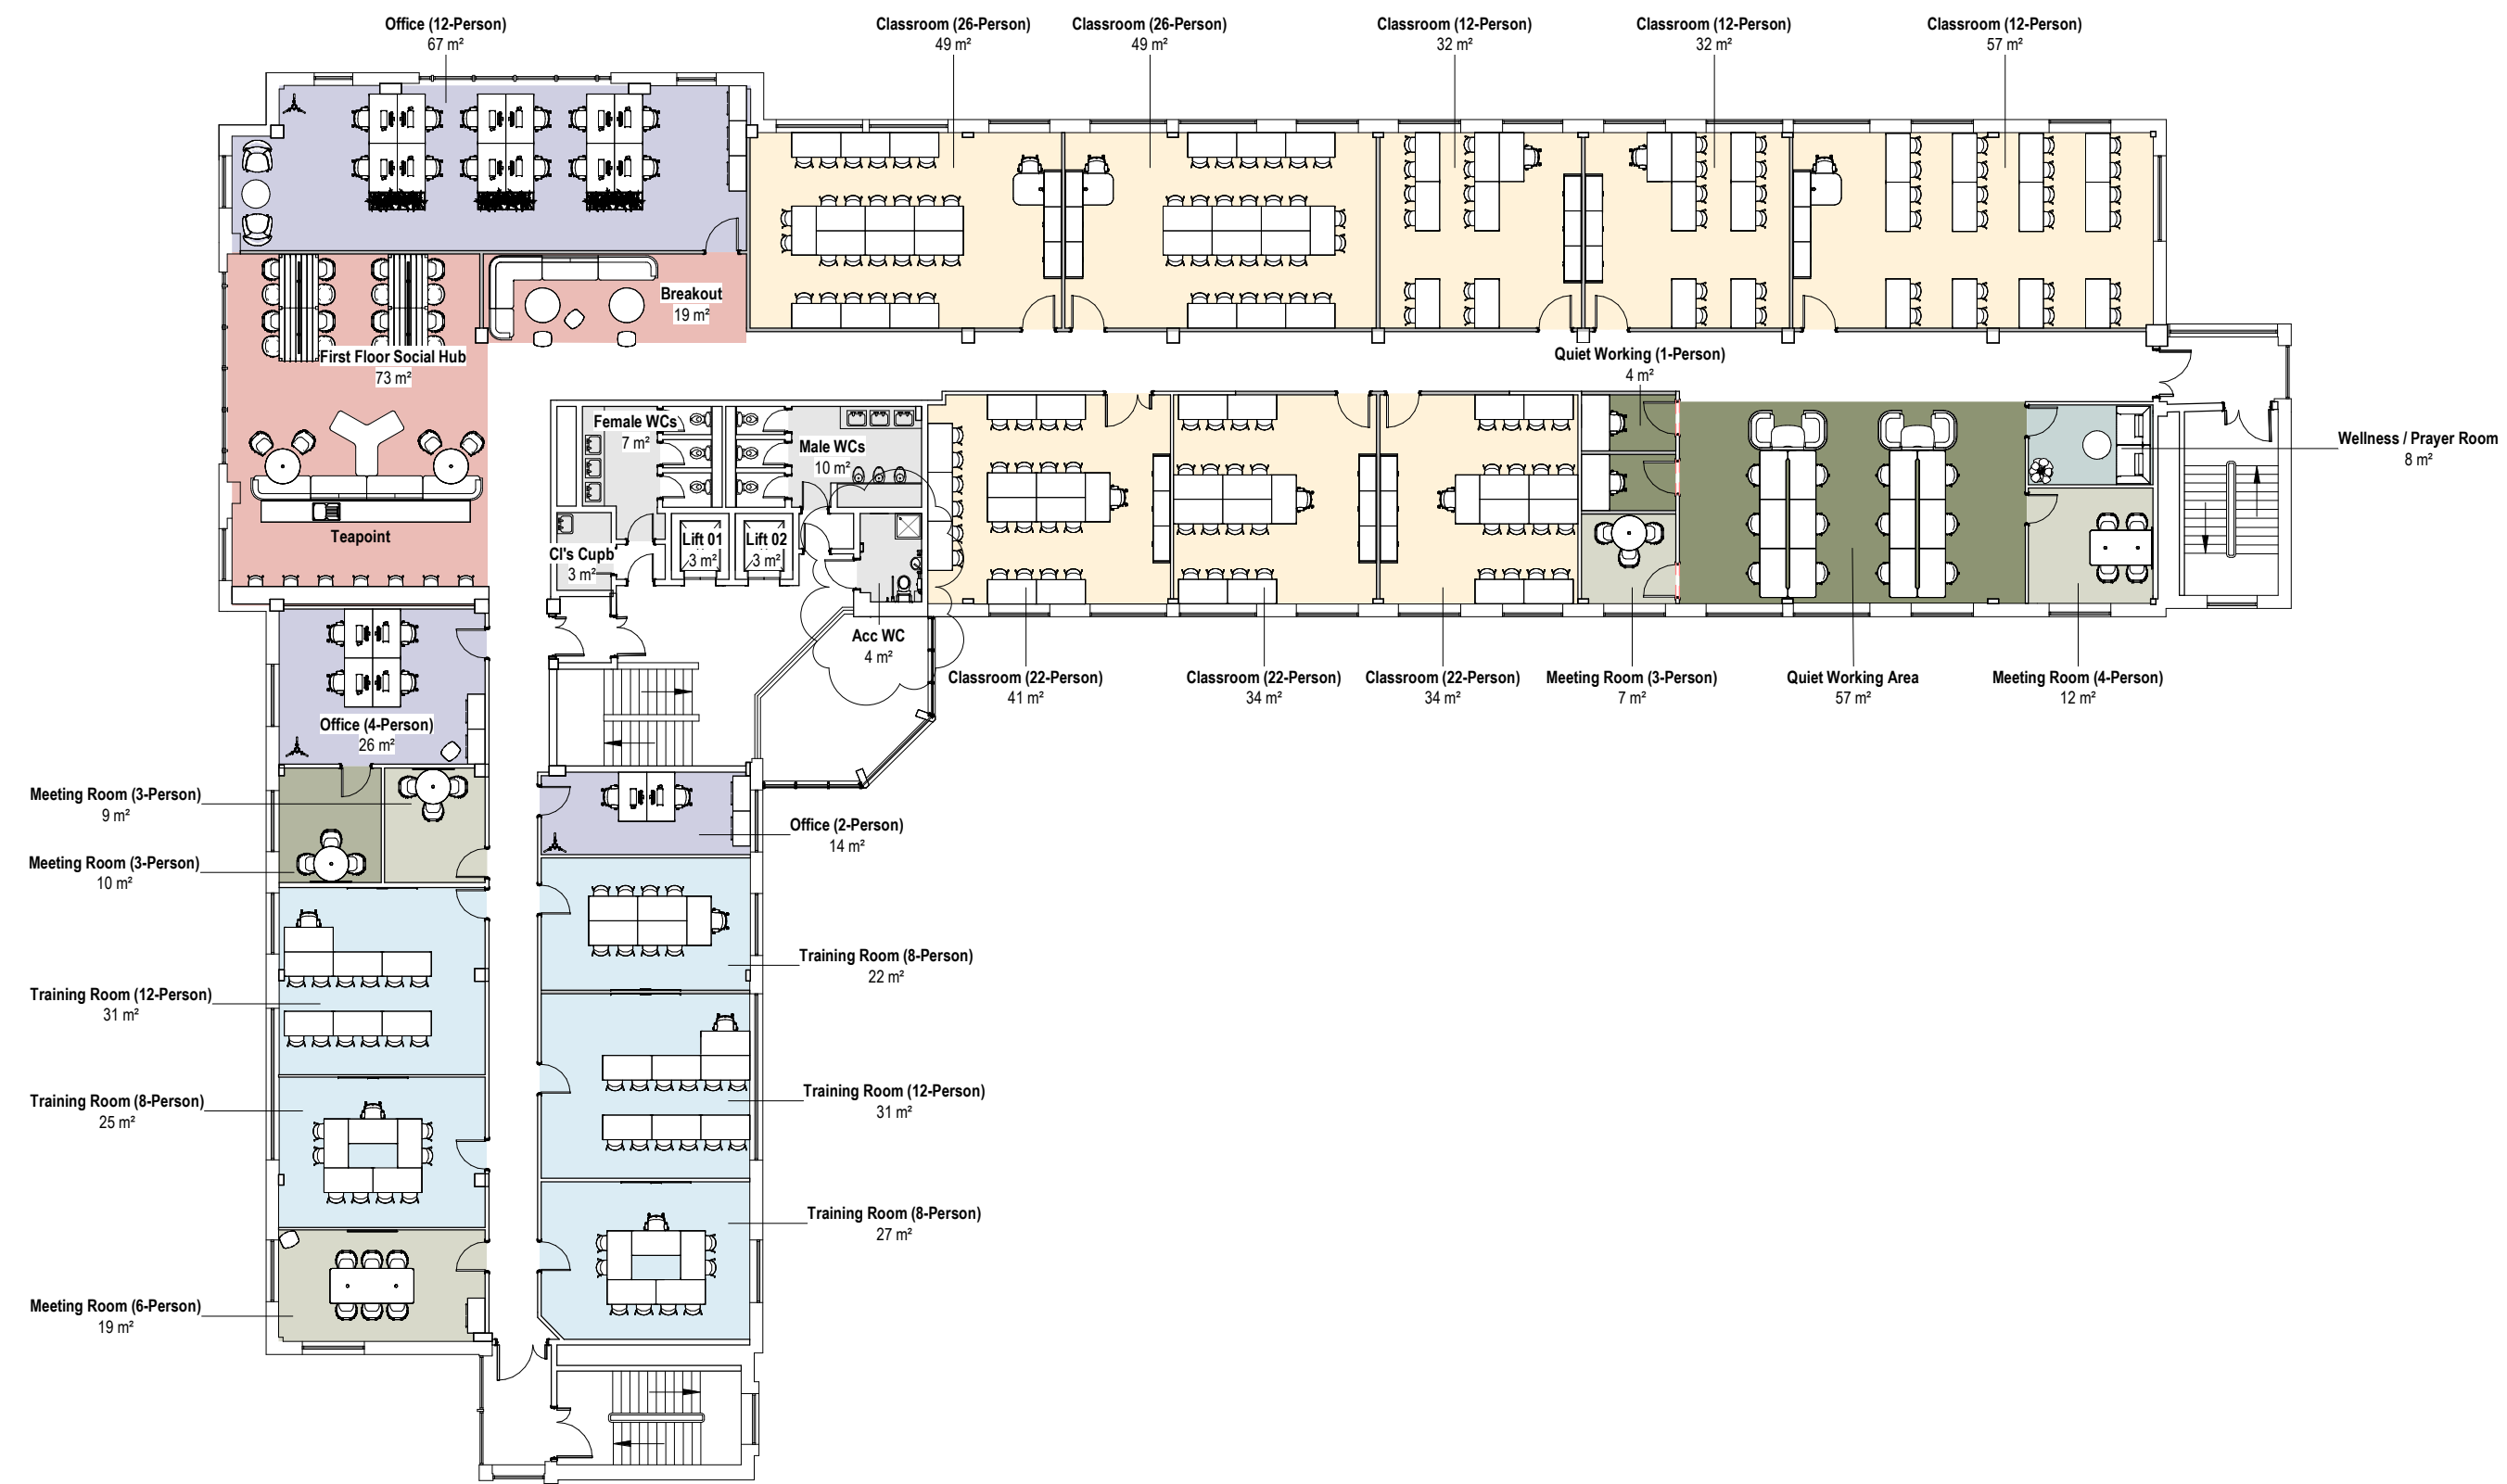 Office (12-Person)
67 m²
Classroom (26-Person)
49 m²
Classroom (26-Person)
49 m²
Classroom (12-Person)
32 m²
Classroom (12-Person)
32 m²
Classroom (12-Person)
57 m²
Breakout
19 m²
First Floor Social Hub
73 m²
Quiet Working (1-Person)
4 m²
Female WCs
7 m²
Male WCs
10 m²
Wellness / Prayer Room
8 m²
Teapoint
Cl's Cupb'
3 m²
Lift 01
3 m²
Lift 02
3 m²
Acc WC
4 m²
Classroom (22-Person)
41 m²
Classroom (22-Person)
34 m²
Classroom (22-Person)
34 m²
Meeting Room (3-Person)
7 m²
Quiet Working Area
57 m²
Meeting Room (4-Person)
12 m²
Office (4-Person)
26 m²
Meeting Room (3-Person)
9 m²
Office (2-Person)
14 m²
Meeting Room (3-Person)
10 m²
Training Room (8-Person)
22 m²
Training Room (12-Person)
31 m²
Training Room (12-Person)
31 m²
Training Room (8-Person)
25 m²
Training Room (8-Person)
27 m²
Meeting Room (6-Person)
19 m²